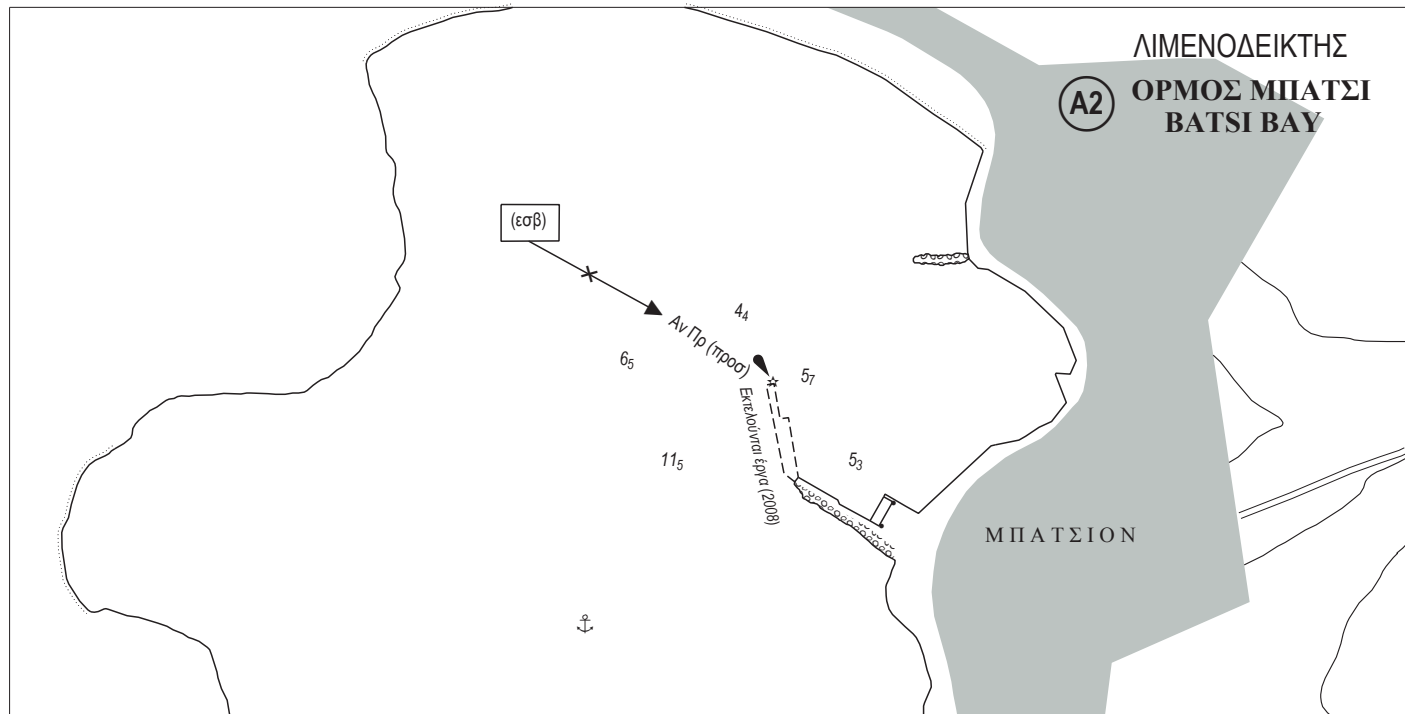 ΛΙΜΕΝΟΔΕΙΚΤΗΣ
A2
ΟΡΜΟΣ ΜΠΑΤΣΙ
BATSI BAY
(εσβ)
4₄
Αν Πρ (προσ)
6₅
5₇
Εκτελούνται έργα (2008)
11₅
5₃
ΜΠΑΤΣΙΟΝ